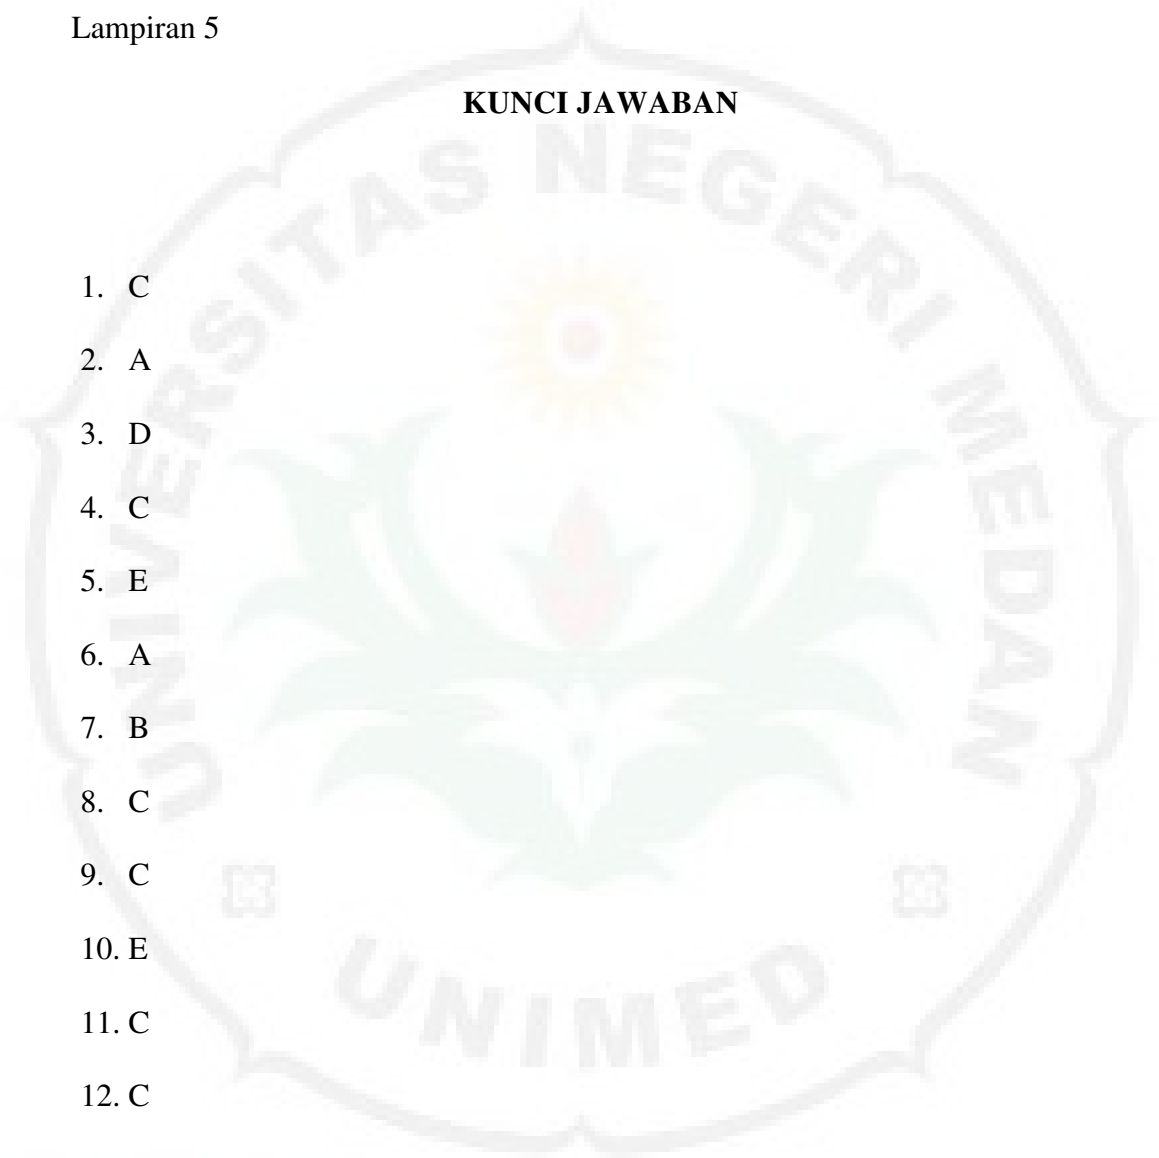 Lampiran 5
KUNCI JAWABAN
UNIVERSITAS NEGERI MEDAN
1. C
2. A
3. D
4. C
5. E
6. A
7. B
8. C
9. C
10. E
11. C
12. C
UNIMED